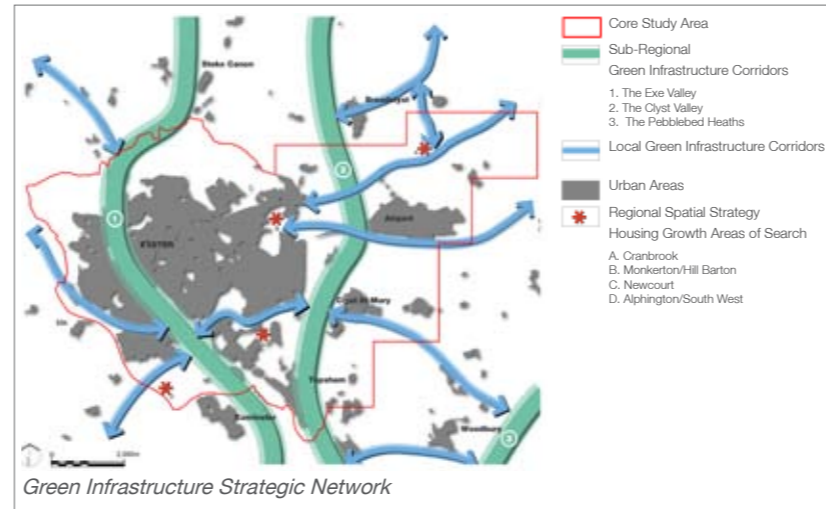 Stoke Canon
Broadclyst
2
1
EXETER
Airport
Clyst St Mary
Topsham
Exminster
Woodbury
3
0
2,000m
Green Infrastructure Strategic Network
Core Study Area
Sub-Regional
Green Infrastructure Corridors
1. The Exe Valley
2. The Clyst Valley
3. The Pebblebed Heaths
Local Green Infrastructure Corridors
Urban Areas
Regional Spatial Strategy
Housing Growth Areas of Search
A. Cranbrook
B. Monkerton/Hill Barton
C. Newcourt
D. Alphington/South West